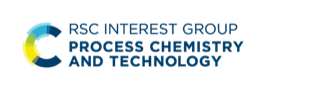 RSC INTEREST GROUP
PROCESS CHEMISTRY
AND TECHNOLOGY